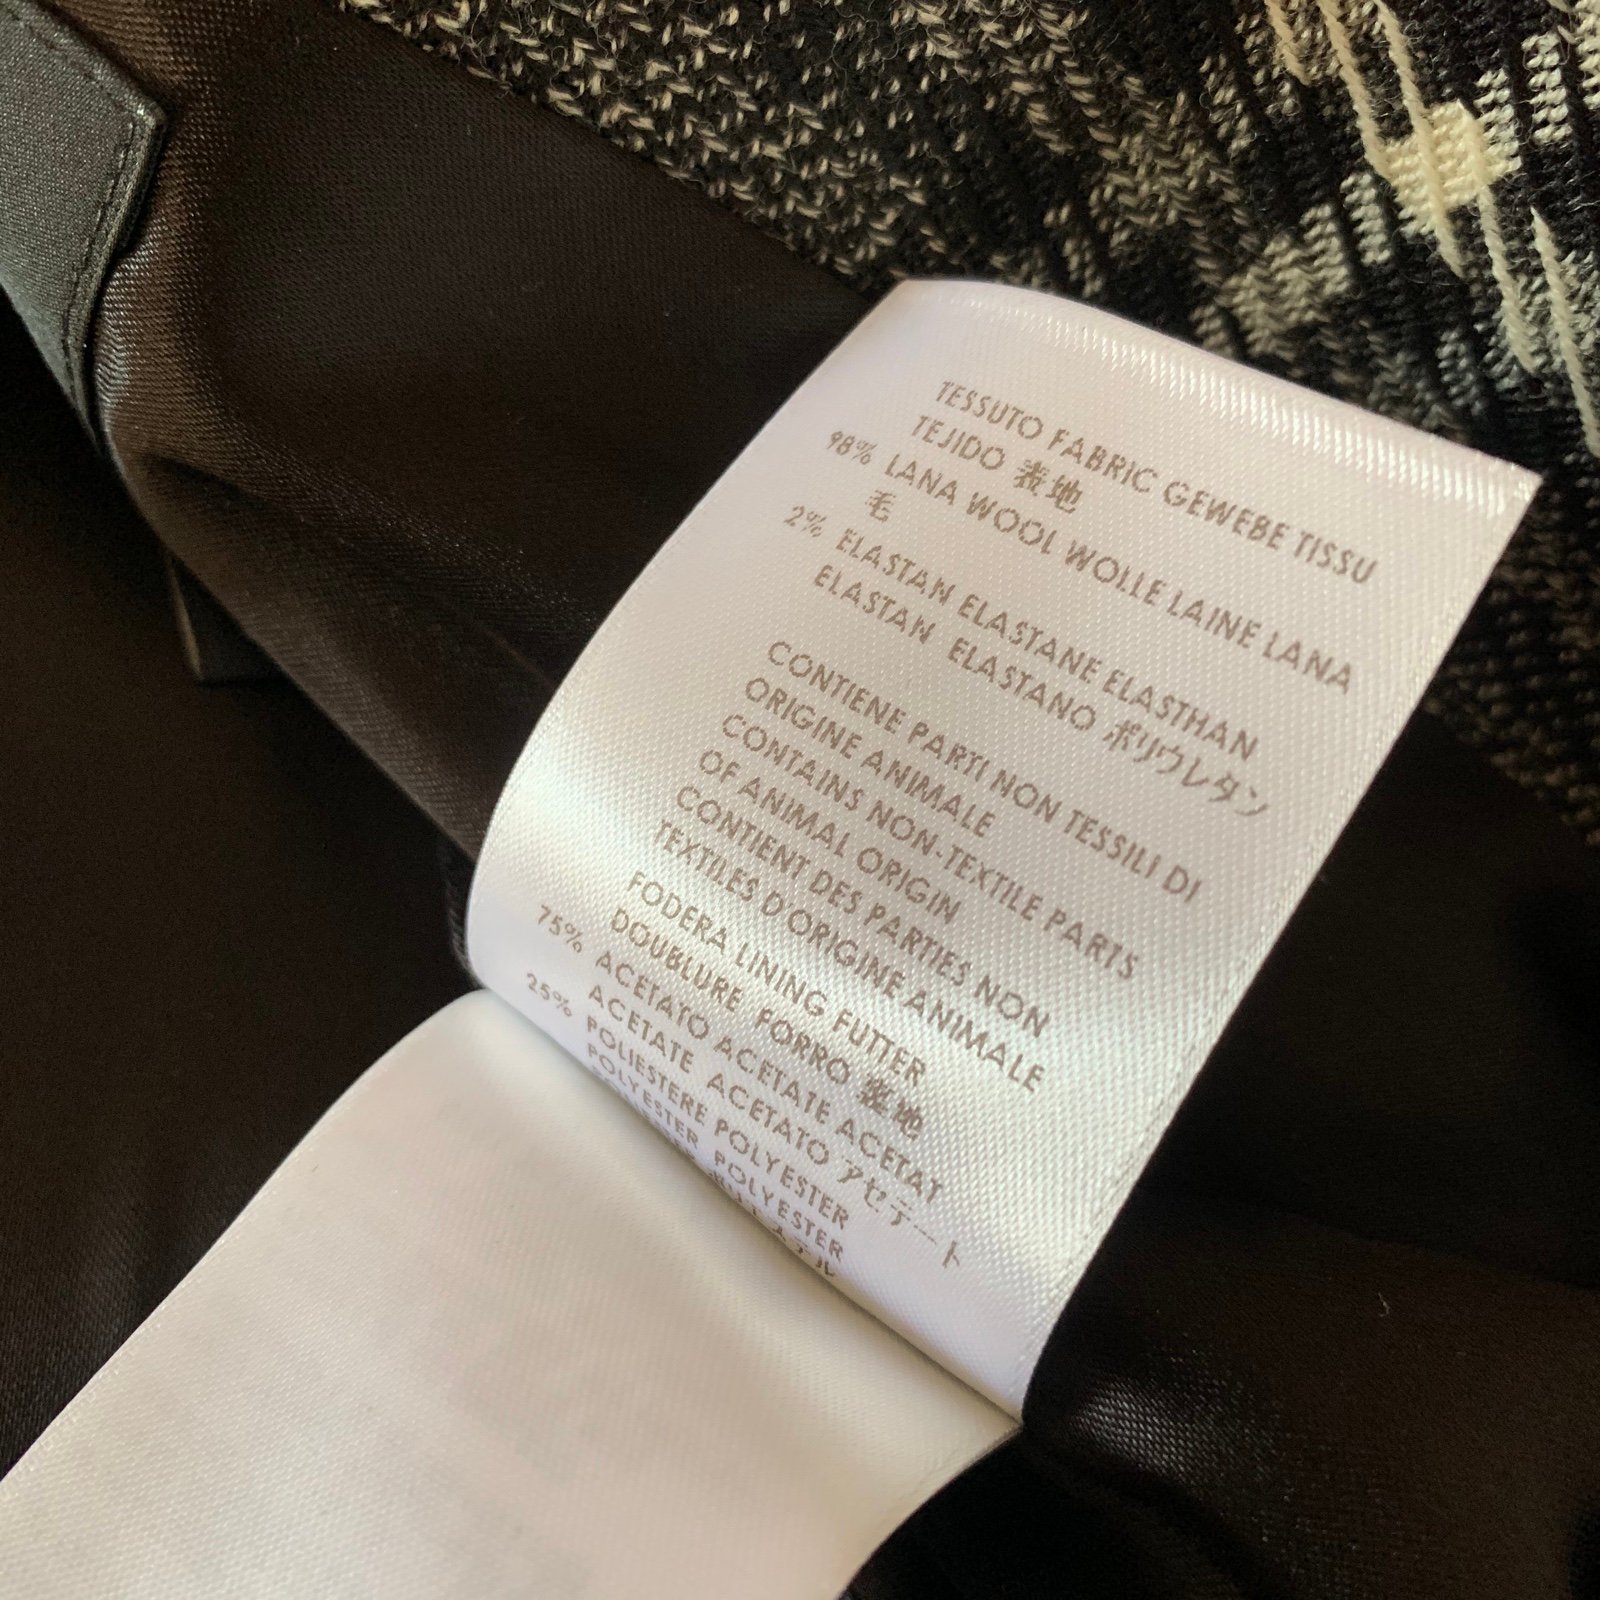 TESSUTO FABRIC GEWEBE TISSU
TEJIDO 表地
98% LANA WOOL WOLLE LAINE LANA
毛
2% ELASTAN ELASTANE ELASTHAN
ELASTAN ELASTANO ポリウレタン
CONTIENE PARTI NON TESSILI DI
ORIGINE ANIMALE
CONTAINS NON-TEXTILE PARTS
OF ANIMAL ORIGIN
CONTIENT DES PARTIES NON
TEXTILES D'ORIGINE ANIMALE
FODERA LINING FUTTER
DOUBLURE FORRO 裏地
75% ACETATO ACETATE ACETAT
ACETATE ACETATO アセテート
25% POLIESTERE POLYESTER
POLYESTER POLYESTER